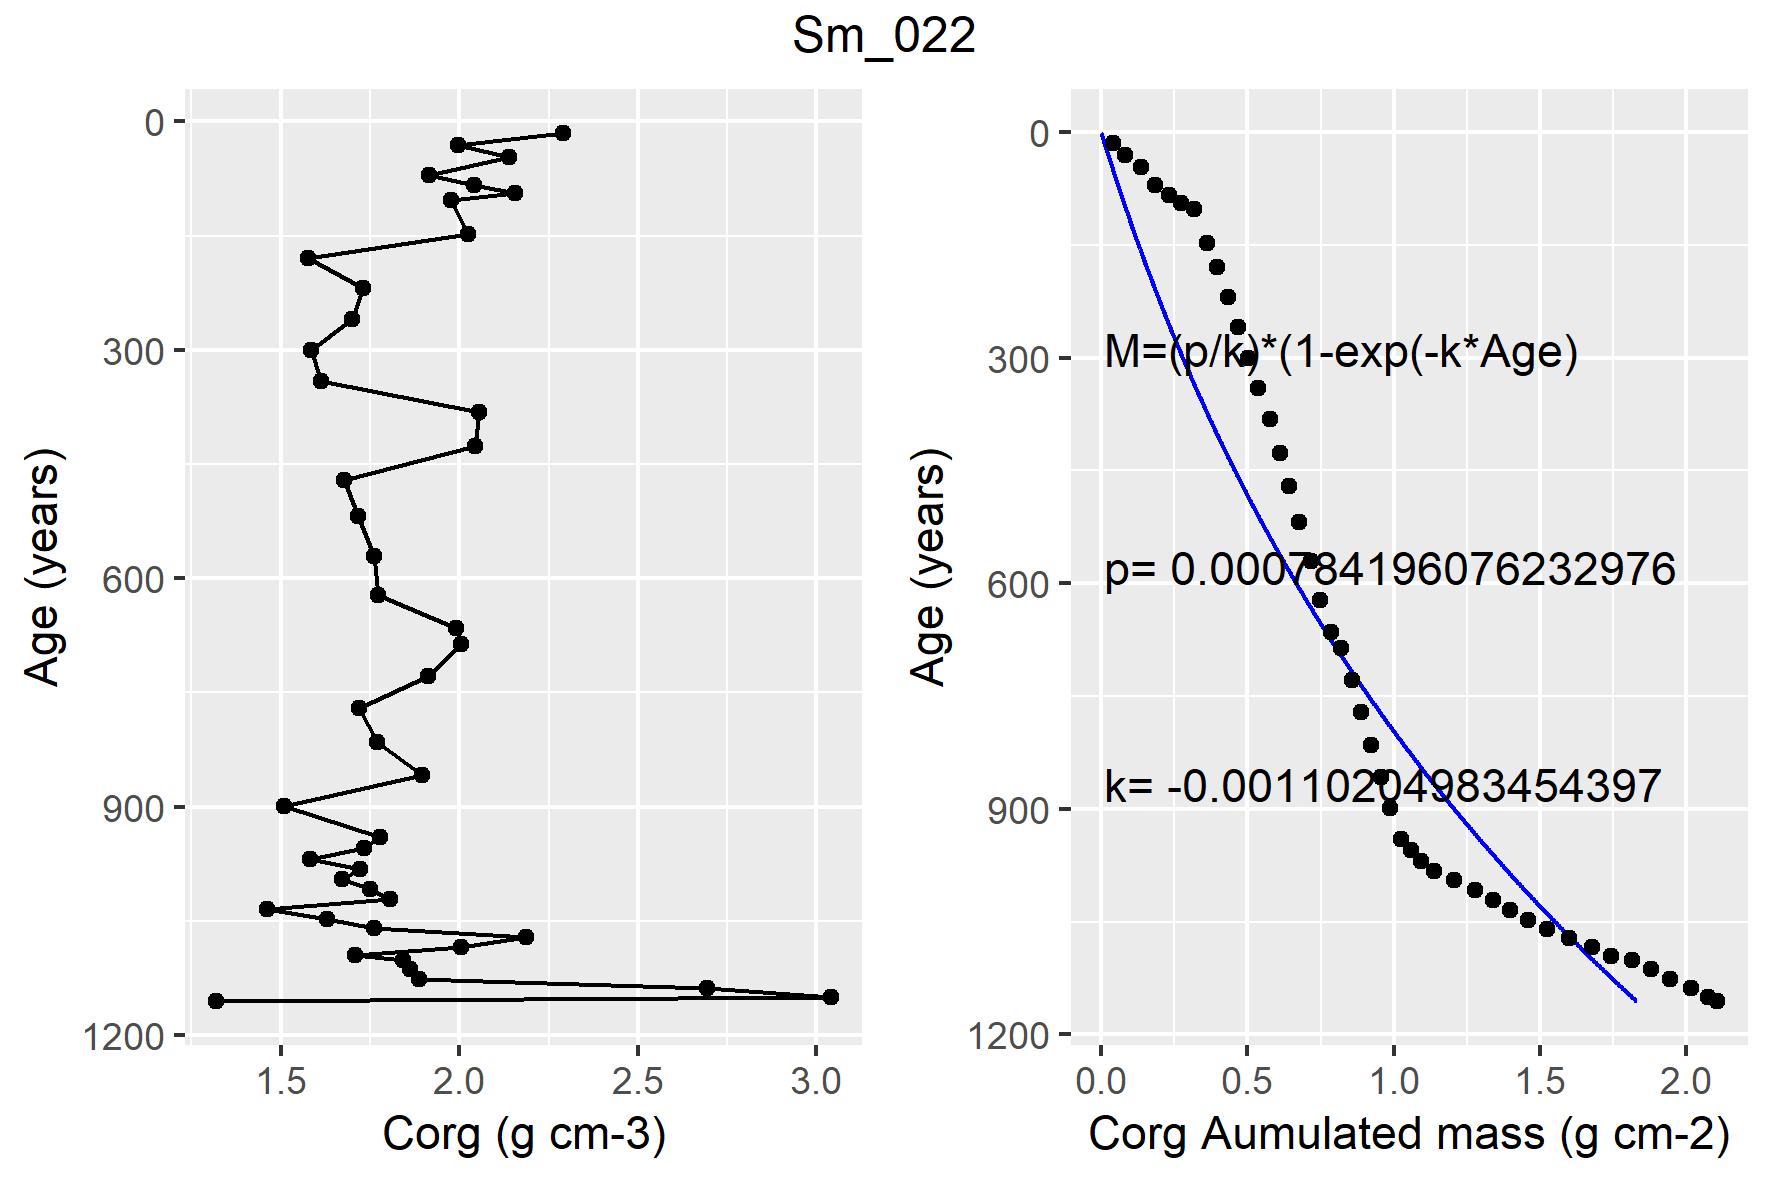 Sm_022
0
300
600
900
1200
Age (years)
1.5 2.0 2.5 3.0
Corg (g cm-3)
0
300
600
900
1200
Age (years)
M=(p/k)*(1-exp(-k*Age)
p= 0.000784196076232976
k= -0.00110204983454397
0.0 0.5 1.0 1.5 2.0
Corg Aumulated mass (g cm-2)